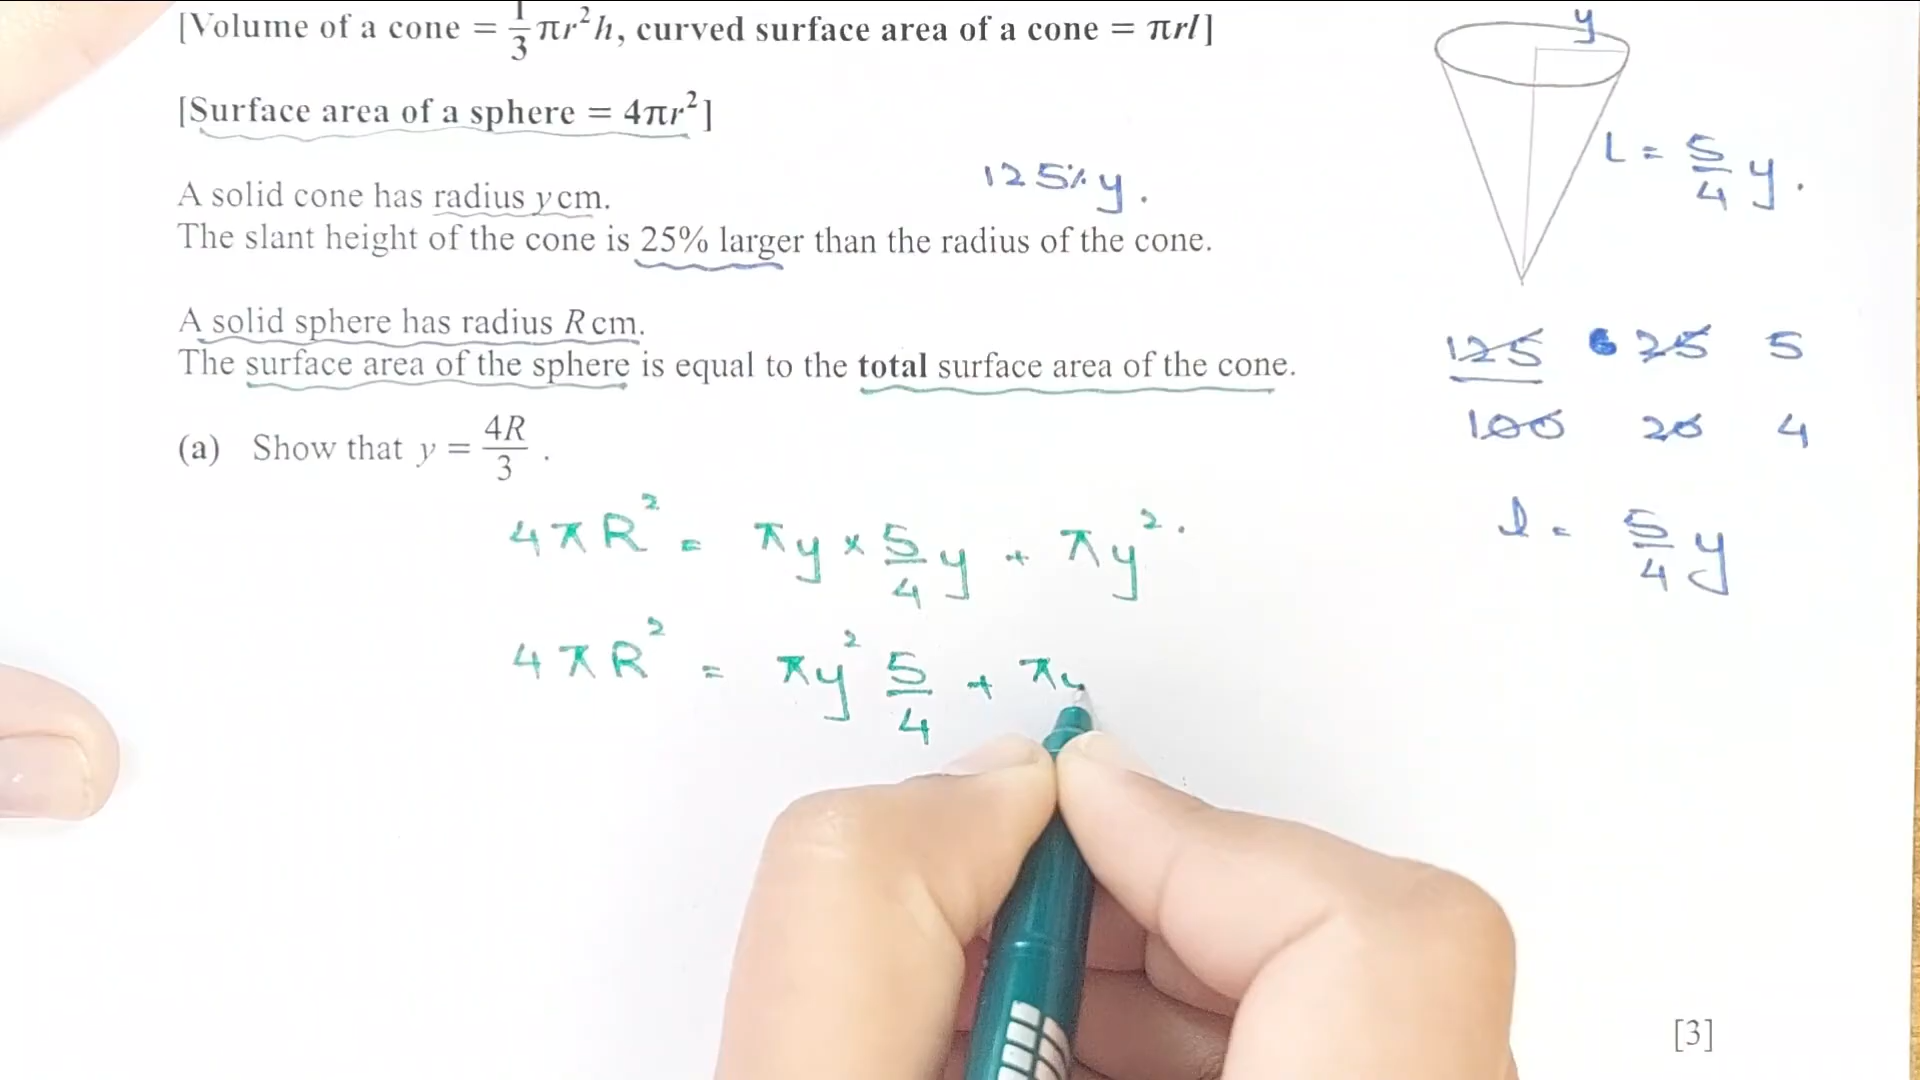 [Volume of a cone = 1/3 πr²h, curved surface area of a cone = πrl]
y
[Surface area of a sphere = 4πr²]
L = 5/4 y.
125% y.
A solid cone has radius y cm.
The slant height of the cone is 25% larger than the radius of the cone.
A solid sphere has radius R cm.
125 25 5
The surface area of the sphere is equal to the total surface area of the cone.
100 20 4
(a) Show that y = 4R/3 .
4πR² = πy × 5/4 y + πy².
l = 5/4 y
4πR² = πy² 5/4 + πy
[3]